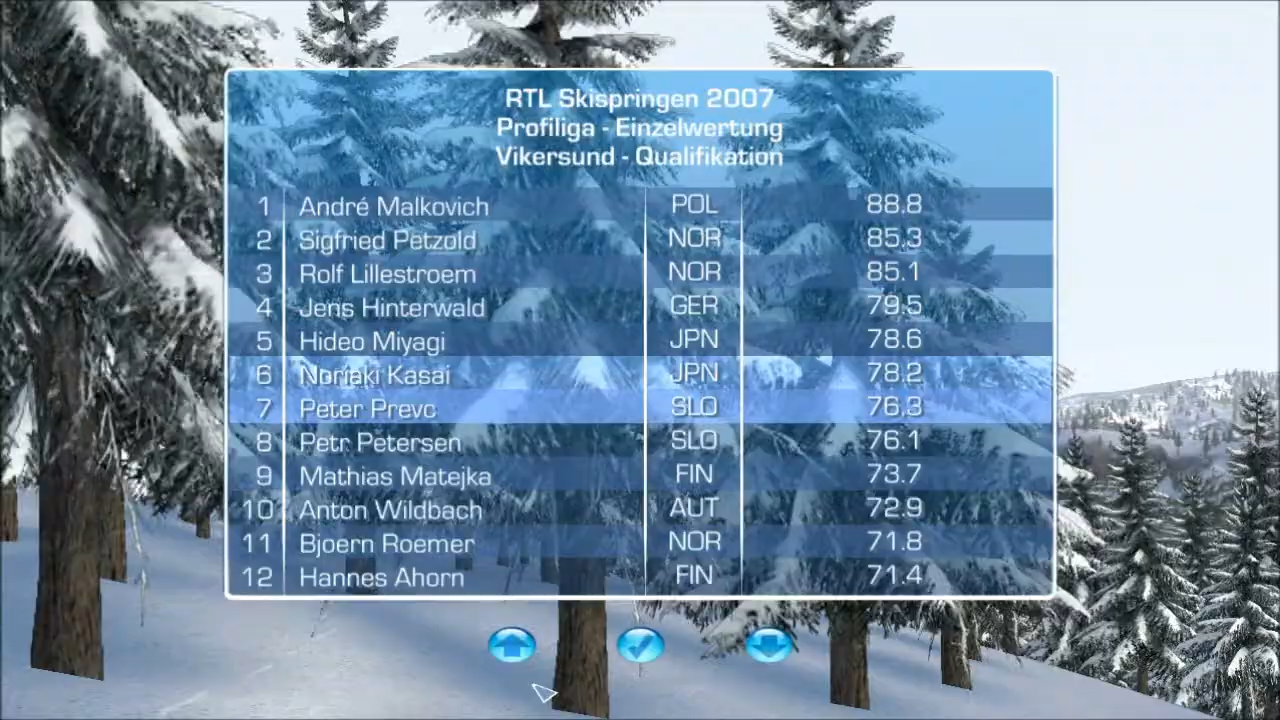 RTL Skispringen 2007
Profiliga - Einzelwertung
Vikersund - Qualifikation
1 André Malkovich POL 88.8
2 Sigfried Petzold NOR 85.3
3 Rolf Lillestroem NOR 85.1
4 Jens Hinterwald GER 79.5
5 Hideo Miyagi JPN 78.6
6 Noriaki Kasai JPN 78.2
7 Peter Prevc SLO 76.3
8 Petr Petersen SLO 76.1
9 Mathias Matejka FIN 73.7
10 Anton Wildbach AUT 72.9
11 Bjoern Roemer NOR 71.8
12 Hannes Ahorn FIN 71.4